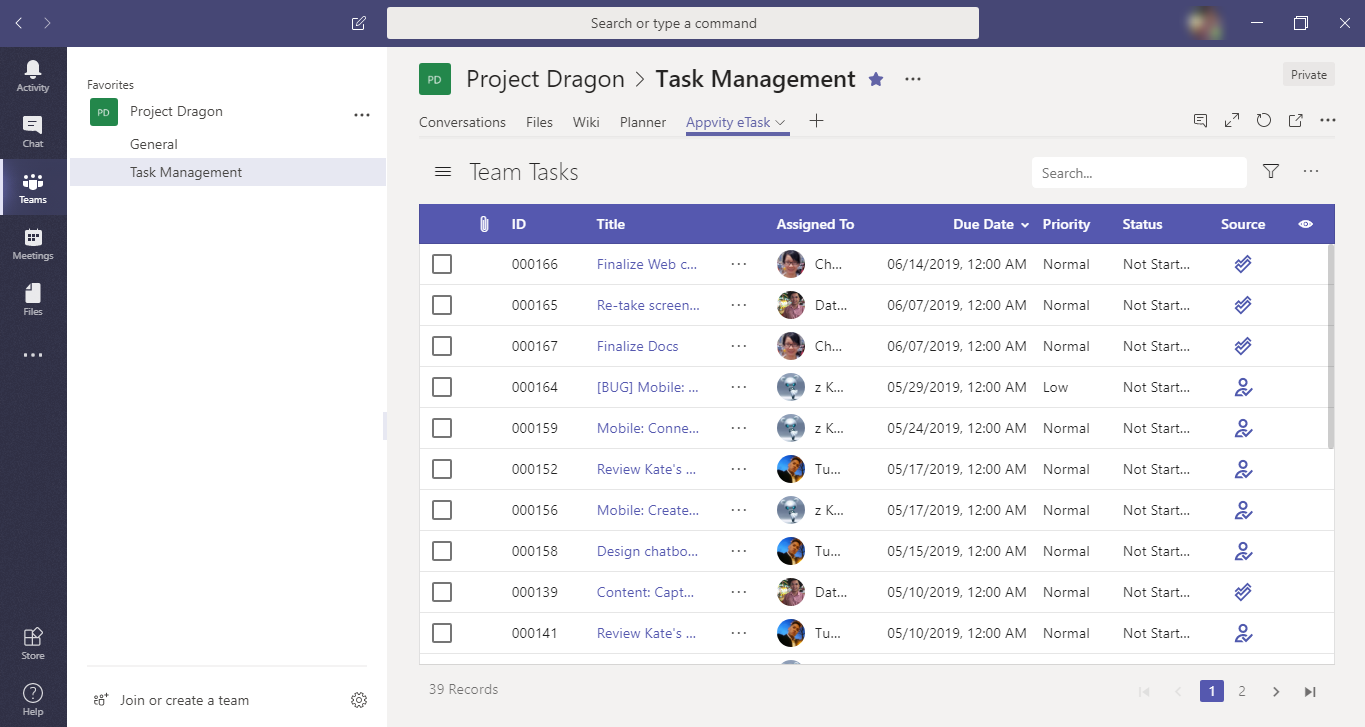 Search or type a command
Activity
Chat
Teams
Meetings
Files
Store
Help
Favorites
PD Project Dragon
General
Task Management
Join or create a team
PD Project Dragon > Task Management
Private
Conversations Files Wiki Planner Appvity eTask
Team Tasks
Search...
ID Title Assigned To Due Date Priority Status Source
000166 Finalize Web c... Ch... 06/14/2019, 12:00 AM Normal Not Start...
000165 Re-take screen... Dat... 06/07/2019, 12:00 AM Normal Not Start...
000167 Finalize Docs Ch... 06/07/2019, 12:00 AM Normal Not Start...
000164 [BUG] Mobile: ... z K... 05/29/2019, 12:00 AM Low Not Start...
000159 Mobile: Conne... z K... 05/24/2019, 12:00 AM Normal Not Start...
000152 Review Kate's ... Tu... 05/17/2019, 12:00 AM Normal Not Start...
000156 Mobile: Create... z K... 05/17/2019, 12:00 AM Normal Not Start...
000158 Design chatbo... Tu... 05/15/2019, 12:00 AM Normal Not Start...
000139 Content: Capt... Dat... 05/10/2019, 12:00 AM Normal Not Start...
000141 Review Kate's ... Tu... 05/10/2019, 12:00 AM Normal Not Start...
39 Records
1 2